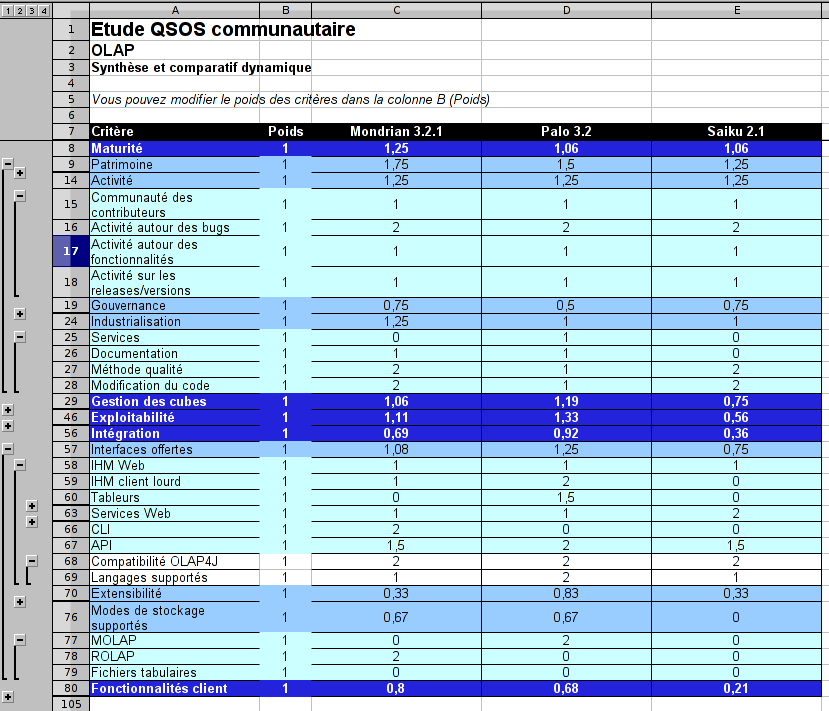 1 2 3 4
A B C D E
1 Etude QSOS communautaire
2 OLAP
3 Synthèse et comparatif dynamique
4
5 Vous pouvez modifier le poids des critères dans la colonne B (Poids)
6
7 Critère Poids Mondrian 3.2.1 Palo 3.2 Saiku 2.1
8 Maturité 1 1,25 1,06 1,06
9 Patrimoine 1 1,75 1,5 1,25
14 Activité 1 1,25 1,25 1,25
15 Communauté des
contributeurs 1 1 1 1
16 Activité autour des bugs 1 2 2 2
17 Activité autour des
fonctionnalités 1 1 1 1
18 Activité sur les
releases/versions 1 1 1 1
19 Gouvernance 1 0,75 0,5 0,75
24 Industrialisation 1 1,25 1 1
25 Services 1 0 1 0
26 Documentation 1 1 1 0
27 Méthode qualité 1 2 1 2
28 Modification du code 1 2 1 2
29 Gestion des cubes 1 1,06 1,19 0,75
46 Exploitabilité 1 1,11 1,33 0,56
56 Intégration 1 0,69 0,92 0,36
57 Interfaces offertes 1 1,08 1,25 0,75
58 IHM Web 1 1 1 1
59 IHM client lourd 1 1 2 0
60 Tableurs 1 0 1,5 0
63 Services Web 1 1 1 2
66 CLI 1 2 0 0
67 API 1 1,5 2 1,5
68 Compatibilité OLAP4J 1 2 2 2
69 Langages supportés 1 1 2 1
70 Extensibilité 1 0,33 0,83 0,33
76 Modes de stockage
supportés 1 0,67 0,67 0
77 MOLAP 1 0 2 0
78 ROLAP 1 2 0 0
79 Fichiers tabulaires 1 0 0 0
80 Fonctionnalités client 1 0,8 0,68 0,21
105